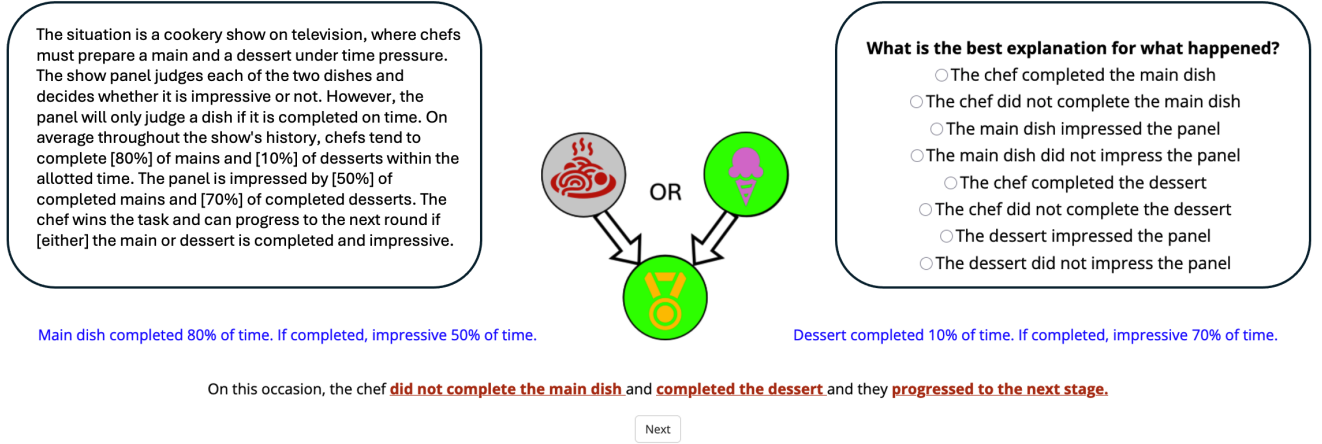 The situation is a cookery show on television, where chefs
must prepare a main and a dessert under time pressure.
The show panel judges each of the two dishes and
decides whether it is impressive or not. However, the
panel will only judge a dish if it is completed on time. On
average throughout the show's history, chefs tend to
complete [80%] of mains and [10%] of desserts within the
allotted time. The panel is impressed by [50%] of
completed mains and [70%] of completed desserts. The
chef wins the task and can progress to the next round if
[either] the main or dessert is completed and impressive.
OR
What is the best explanation for what happened?
The chef completed the main dish
The chef did not complete the main dish
The main dish impressed the panel
The main dish did not impress the panel
The chef completed the dessert
The chef did not complete the dessert
The dessert impressed the panel
The dessert did not impress the panel
Main dish completed 80% of time. If completed, impressive 50% of time.
Dessert completed 10% of time. If completed, impressive 70% of time.
On this occasion, the chef did not complete the main dish and completed the dessert and they progressed to the next stage.
Next